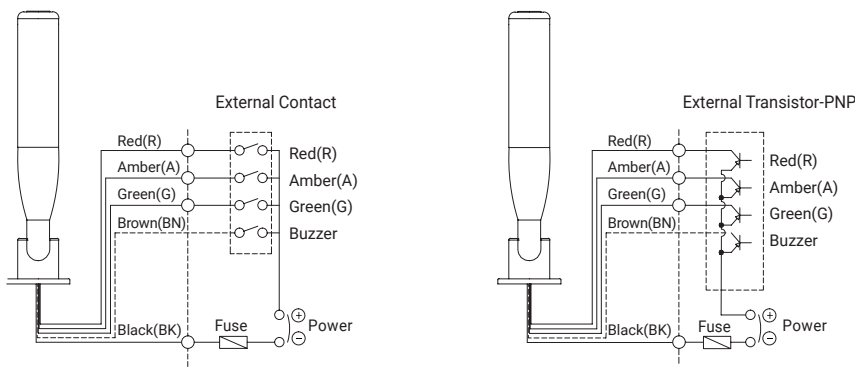 External Contact
Red(R)
Red(R)
Amber(A)
Amber(A)
Green(G)
Green(G)
Brown(BN)
Buzzer
+
Black(BK)
Fuse
Power
−
External Transistor-PNP
Red(R)
Red(R)
Amber(A)
Amber(A)
Green(G)
Green(G)
Brown(BN)
Buzzer
+
Black(BK)
Fuse
Power
−